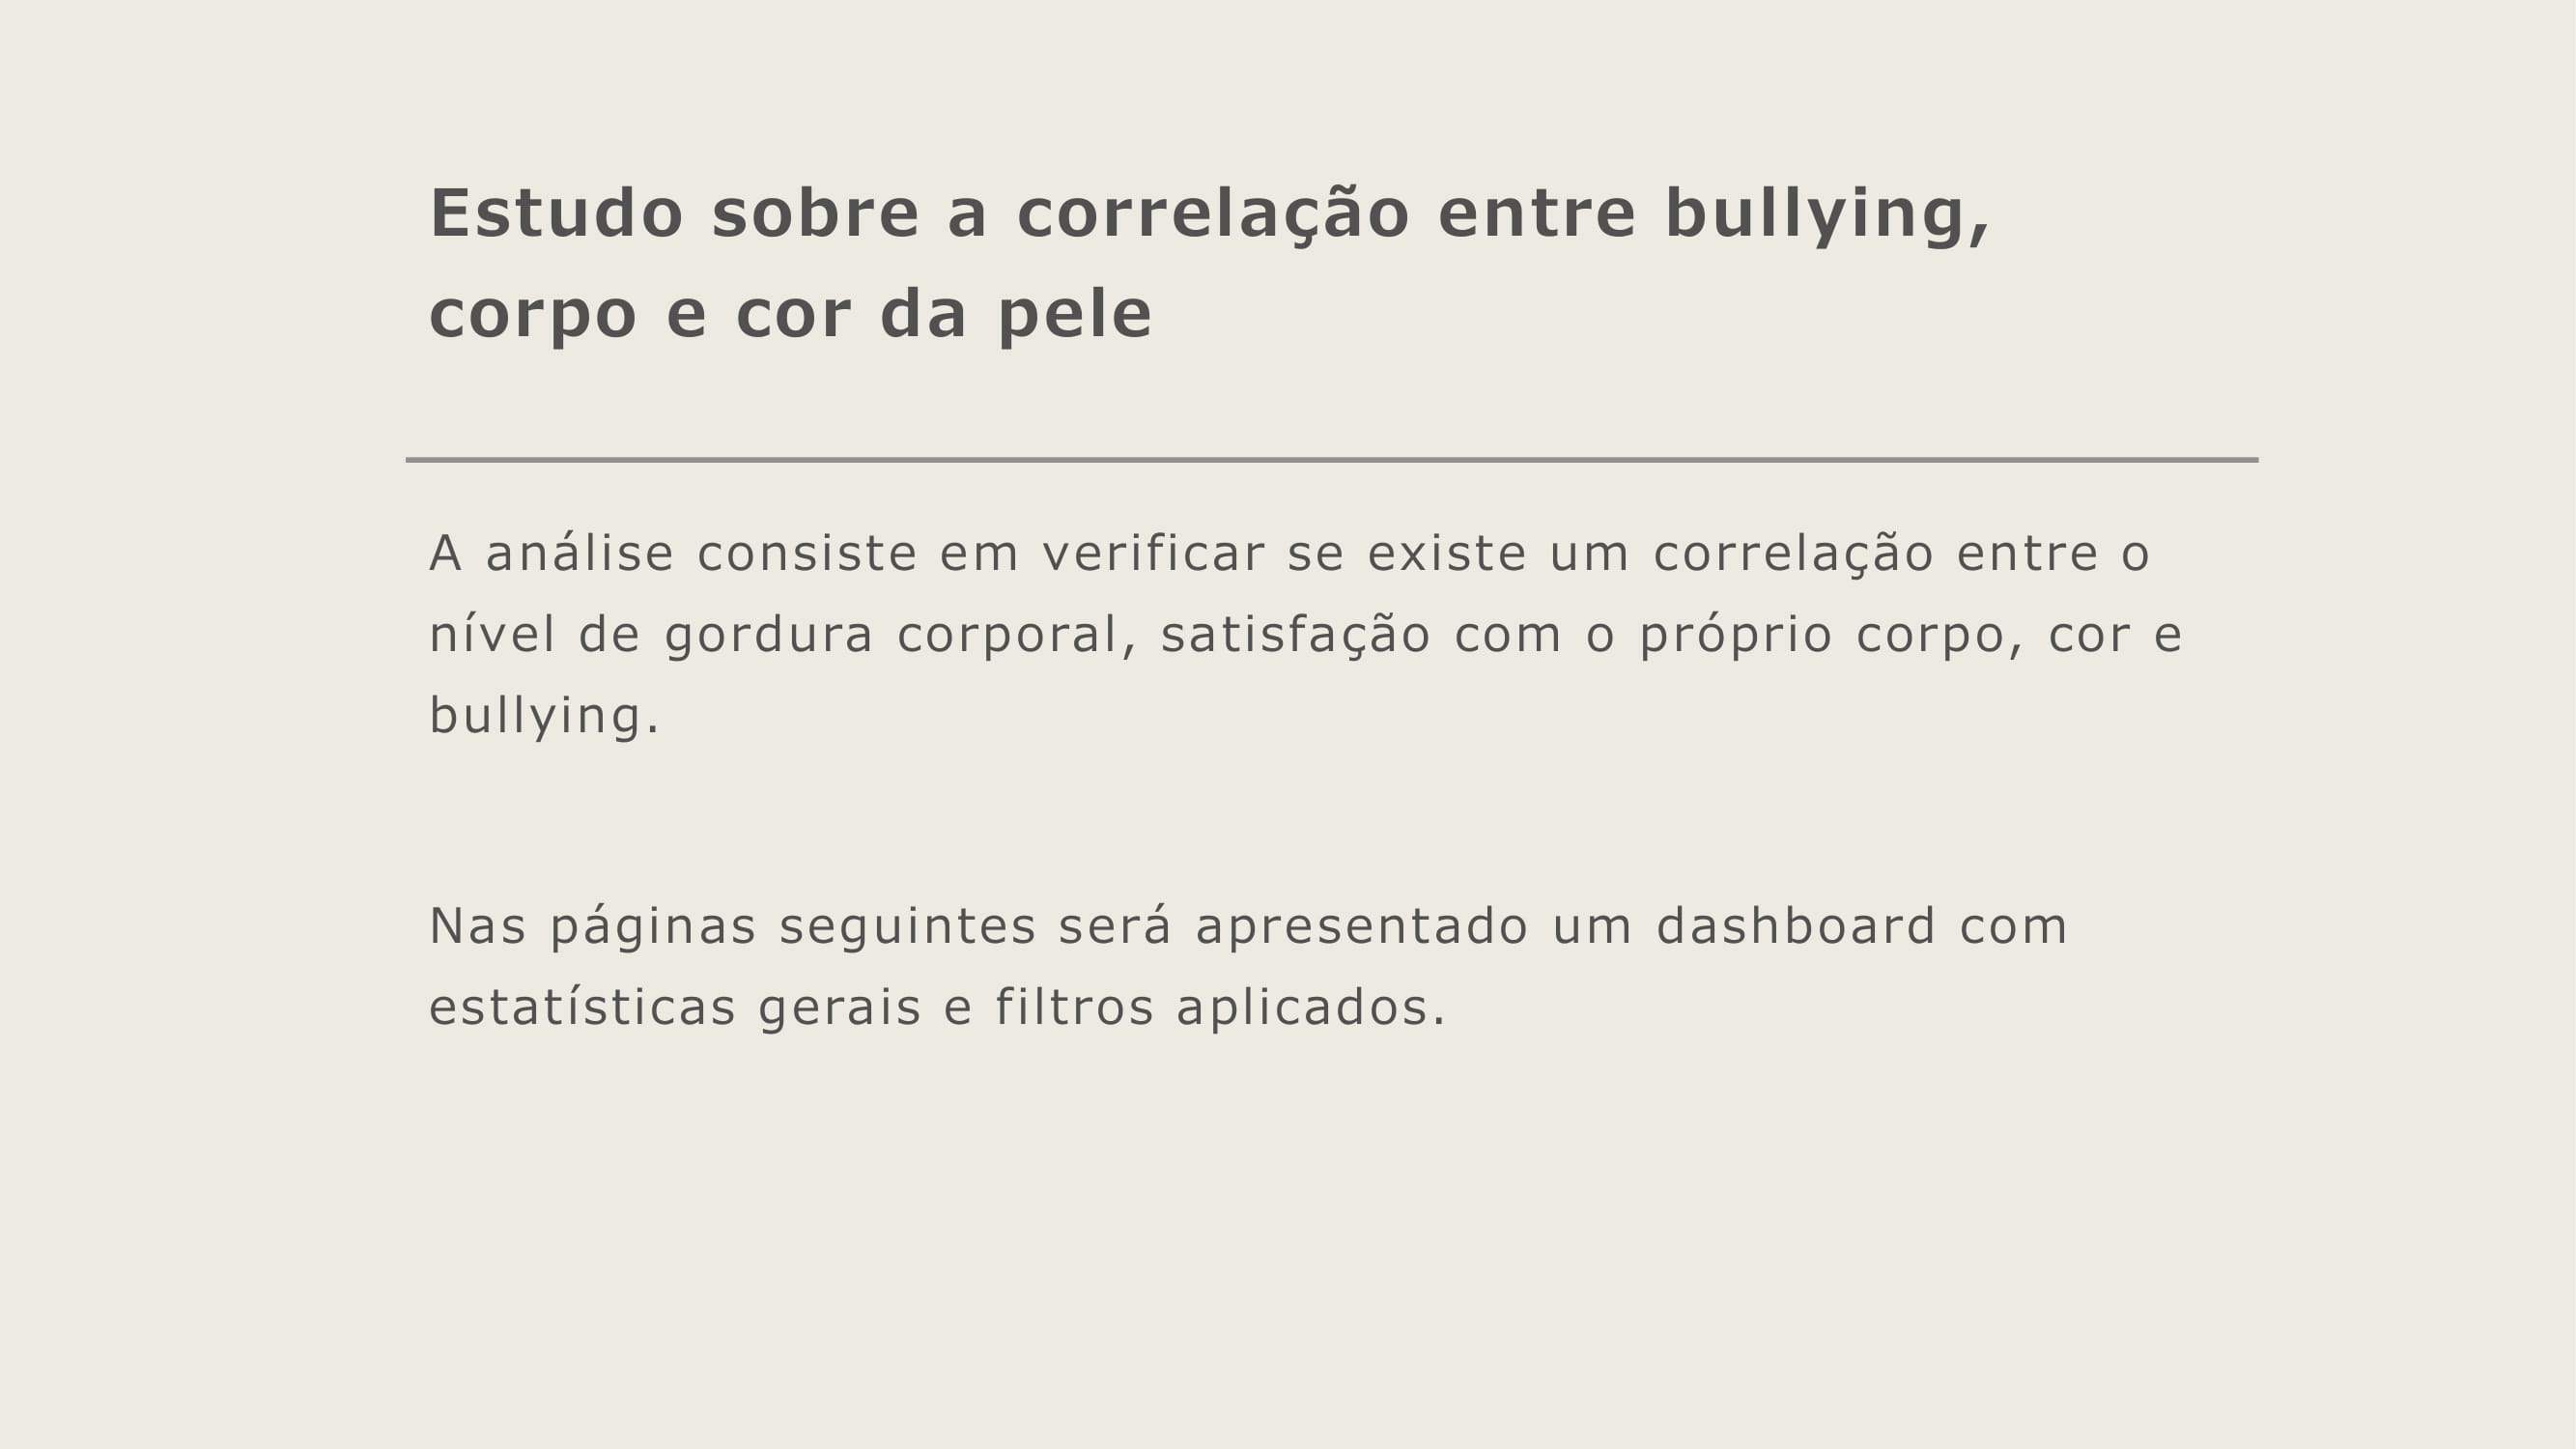 Estudo sobre a correlação entre bullying,
corpo e cor da pele
A análise consiste em verificar se existe um correlação entre o
nível de gordura corporal, satisfação com o próprio corpo, cor e
bullying.
Nas páginas seguintes será apresentado um dashboard com
estatísticas gerais e filtros aplicados.